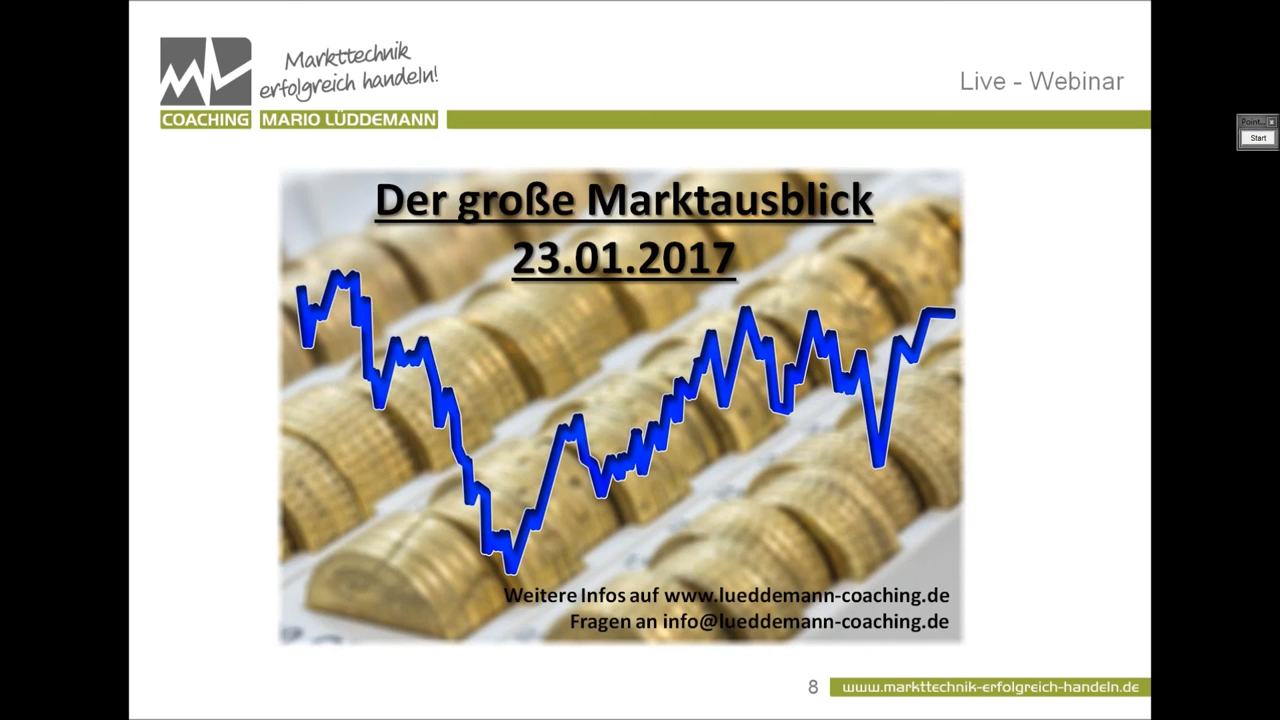 Markttechnik
erfolgreich handeln!
COACHING MARIO LÜDDEMANN
Live - Webinar
Point... x
Start
Der große Marktausblick
23.01.2017
Weitere Infos auf www.lueddemann-coaching.de
Fragen an info@lueddemann-coaching.de
8 www.markttechnik-erfolgreich-handeln.de